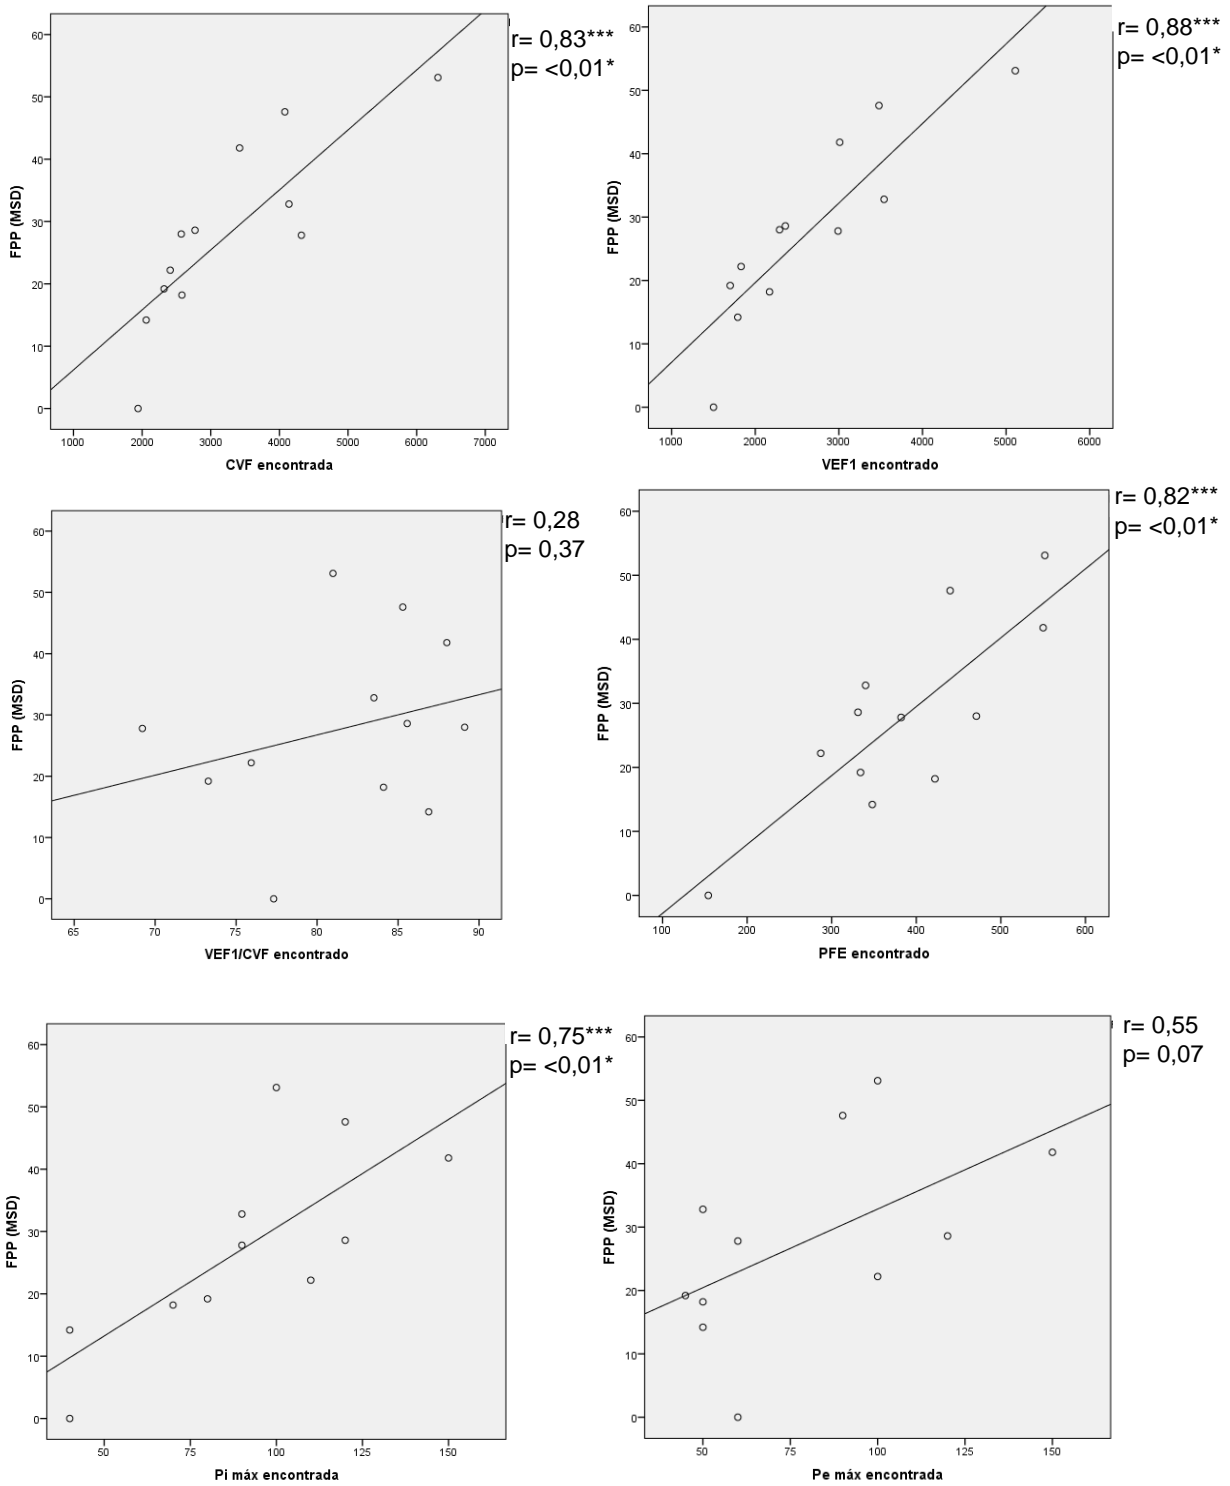 r= 0,83***
p= <0,01*
60
50
40
30
20
10
0
FPP (MSD)
1000 2000 3000 4000 5000 6000 7000
CVF encontrada
r= 0,88***
p= <0,01*
60
50
40
30
20
10
0
FPP (MSD)
1000 2000 3000 4000 5000 6000
VEF1 encontrado
r= 0,28
p= 0,37
60
50
40
30
20
10
0
FPP (MSD)
65 70 75 80 85 90
VEF1/CVF encontrado
r= 0,82***
p= <0,01*
60
50
40
30
20
10
0
FPP (MSD)
100 200 300 400 500 600
PFE encontrado
r= 0,75***
p= <0,01*
60
50
40
30
20
10
0
FPP (MSD)
50 75 100 125 150
Pi máx encontrada
r= 0,55
p= 0,07
60
50
40
30
20
10
0
FPP (MSD)
50 75 100 125 150
Pe máx encontrada